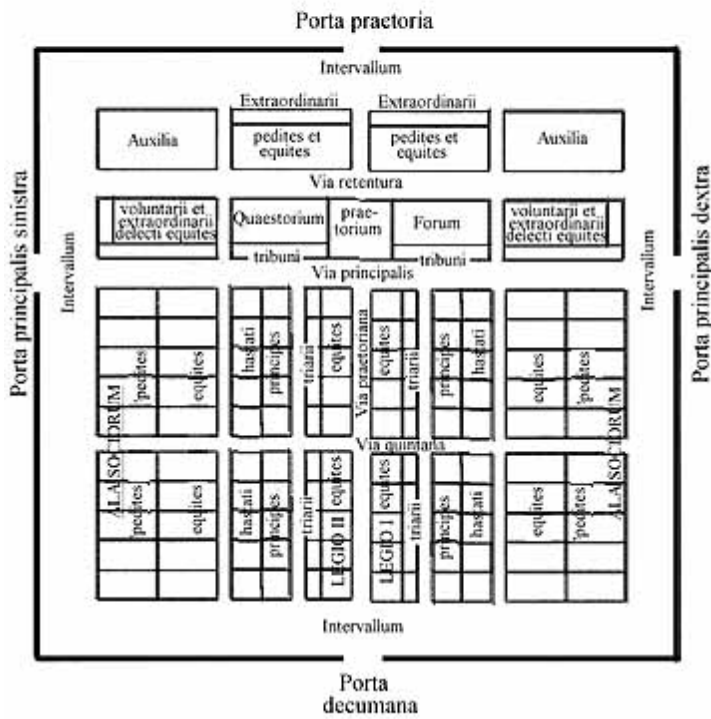 Porta praetoria
Intervallum
Extraordinarii Extraordinarii
Auxilia
pedites et
equites
pedites et
equites
Auxilia
Via retentura
voluntarii et
extraordinarii
delecti equites
Quaestorium
prae-
torium
Forum
voluntarii et
extraordinarii
delecti equites
tribuni tribuni
Via principalis
Porta principalis sinistra
Intervallum
Intervallum
Porta principalis dextra
pedites
equites
hastati
principes
triarii
equites
Via praetoriana
equites
triarii
principes
hastati
equites
pedites
ALA SOCIORUM
ALA SOCIORUM
Via quintana
pedites
equites
hastati
principes
triarii
equites
LEGIO II
equites
LEGIO I
triarii
principes
hastati
equites
pedites
Intervallum
Porta
decumana